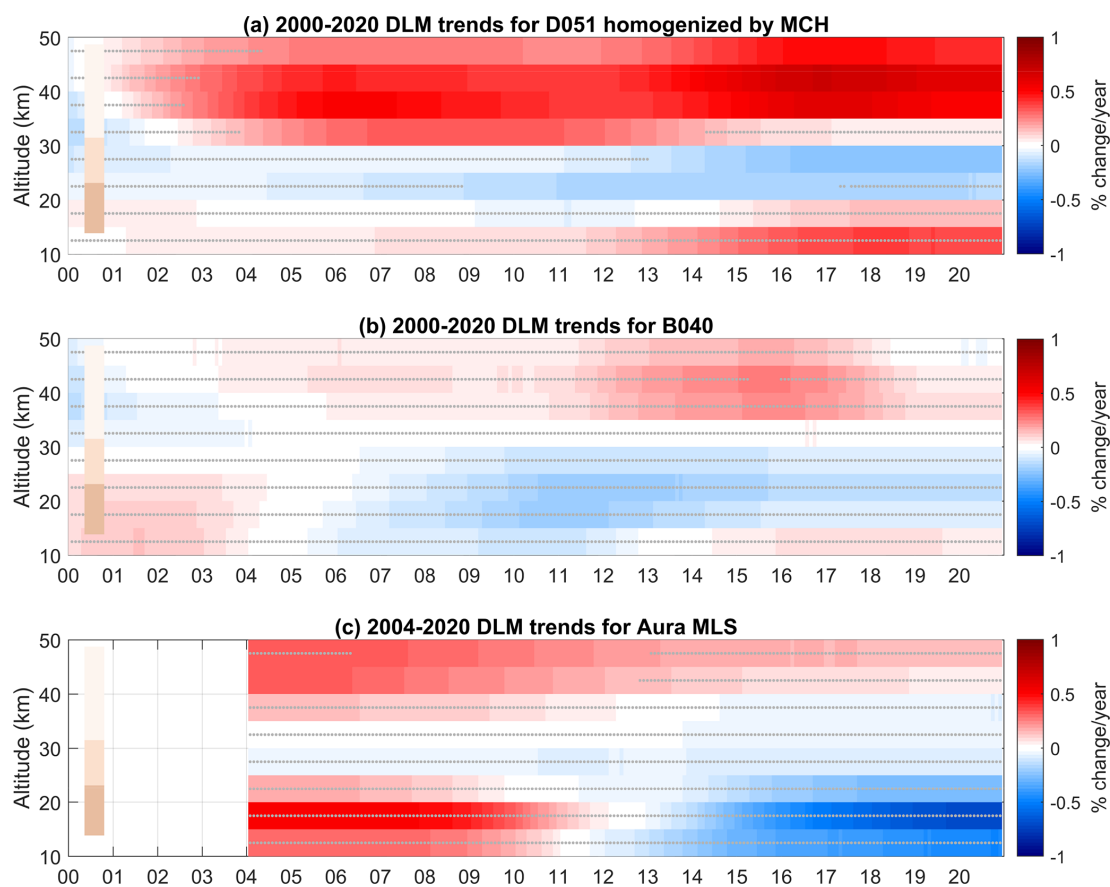 (a) 2000-2020 DLM trends for D051 homogenized by MCH
50
40
30
20
10
Altitude (km)
00 01 02 03 04 05 06 07 08 09 10 11 12 13 14 15 16 17 18 19 20
1
0.5
0
-0.5
-1
% change/year
(b) 2000-2020 DLM trends for B040
50
40
30
20
10
Altitude (km)
00 01 02 03 04 05 06 07 08 09 10 11 12 13 14 15 16 17 18 19 20
1
0.5
0
-0.5
-1
% change/year
(c) 2004-2020 DLM trends for Aura MLS
50
40
30
20
10
Altitude (km)
00 01 02 03 04 05 06 07 08 09 10 11 12 13 14 15 16 17 18 19 20
1
0.5
0
-0.5
-1
% change/year